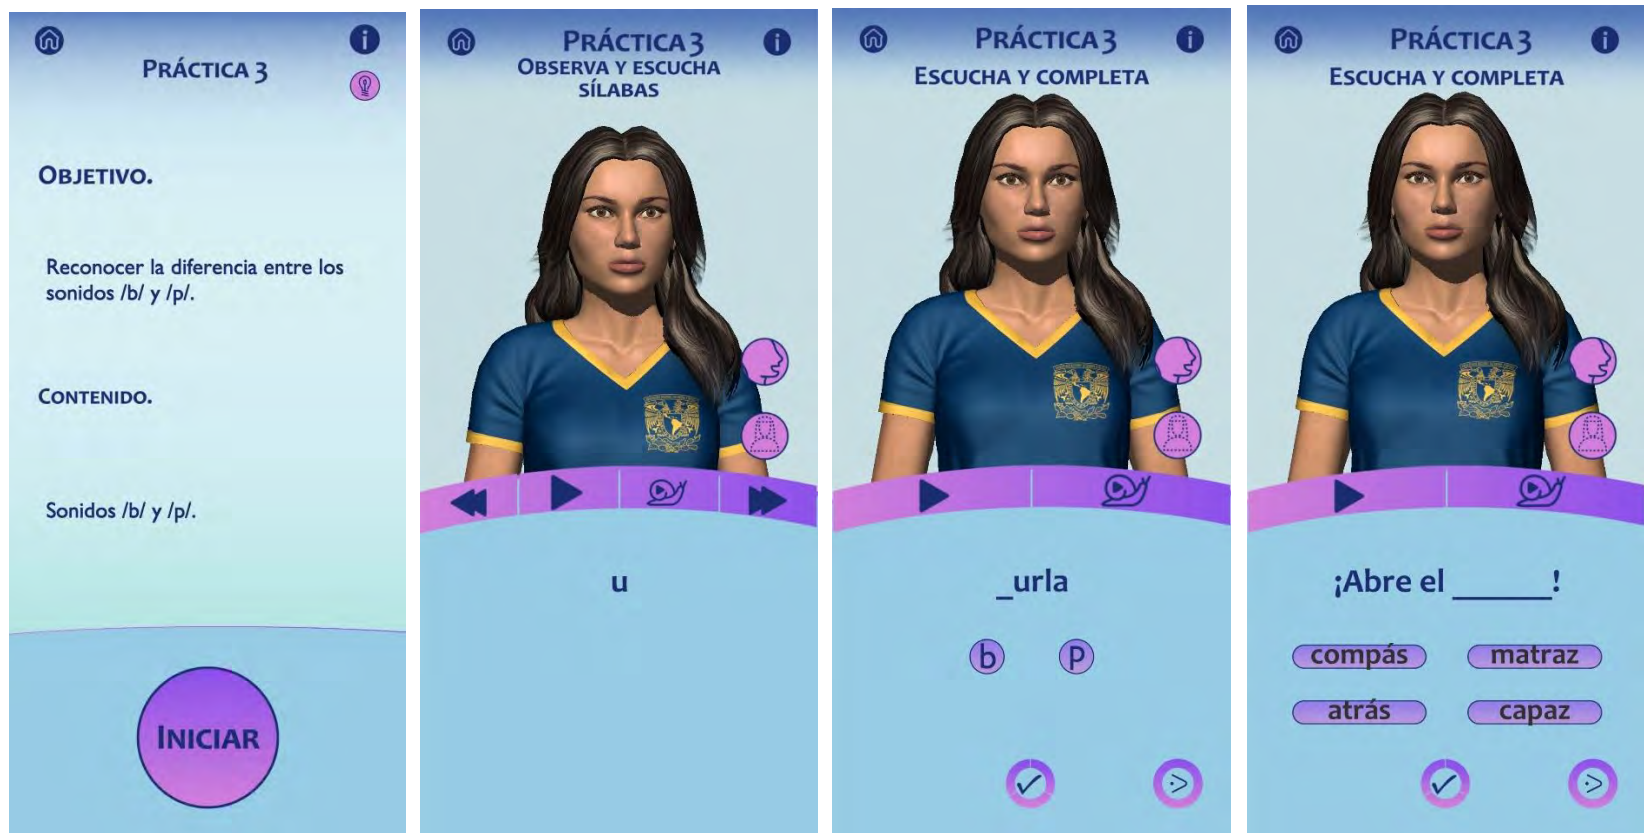 PRÁCTICA 3
OBJETIVO.
Reconocer la diferencia entre los
sonidos /b/ y /p/.
CONTENIDO.
Sonidos /b/ y /p/.
INICIAR
PRÁCTICA 3
OBSERVA Y ESCUCHA
SÍLABAS
u
PRÁCTICA 3
ESCUCHA Y COMPLETA
_urla
b p
PRÁCTICA 3
ESCUCHA Y COMPLETA
¡Abre el ______!
compás matraz
atrás capaz